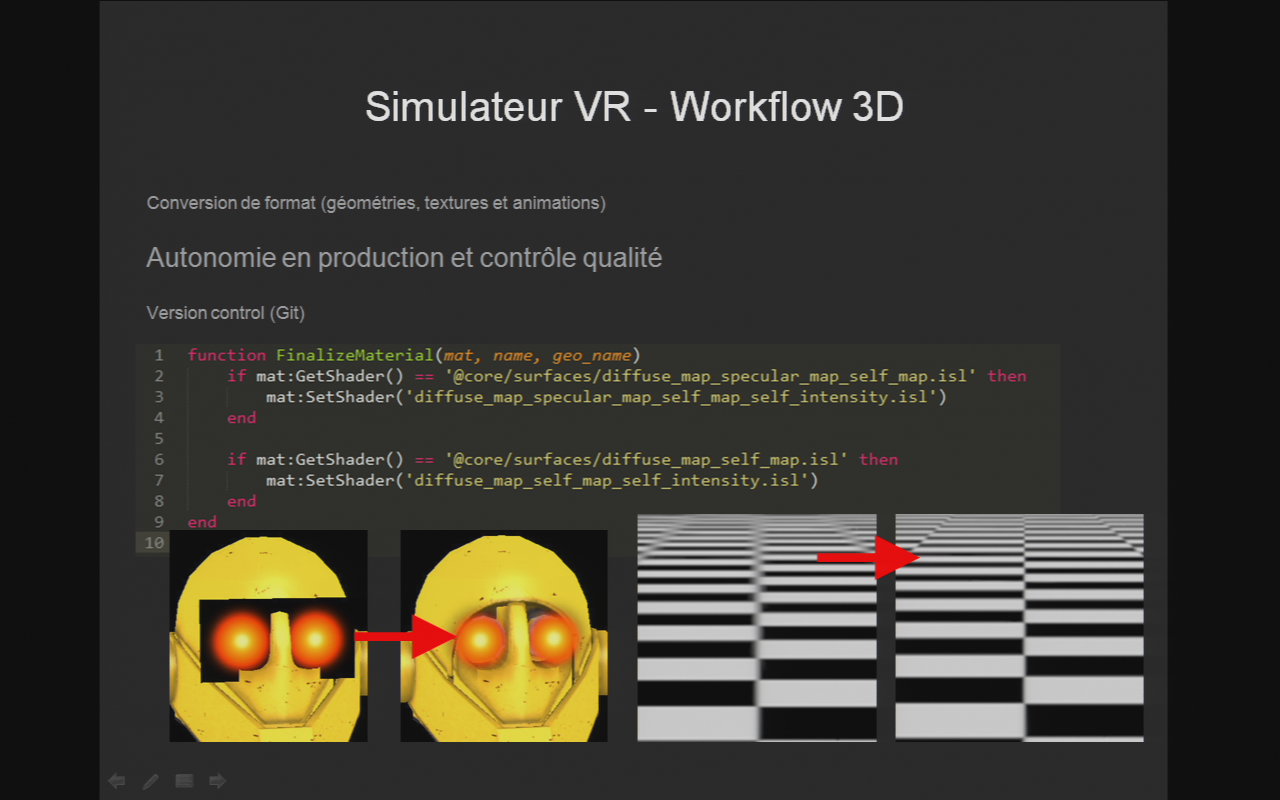 Simulateur VR - Workflow 3D
Conversion de format (géométries, textures et animations)
Autonomie en production et contrôle qualité
Version control (Git)
1 function FinalizeMaterial(mat, name, geo_name)
2 if mat:GetShader() == '@core/surfaces/diffuse_map_specular_map_self_map.isl' then
3 mat:SetShader('diffuse_map_specular_map_self_map_self_intensity.isl')
4 end
5
6 if mat:GetShader() == '@core/surfaces/diffuse_map_self_map.isl' then
7 mat:SetShader('diffuse_map_self_map_self_intensity.isl')
8 end
9 end
10